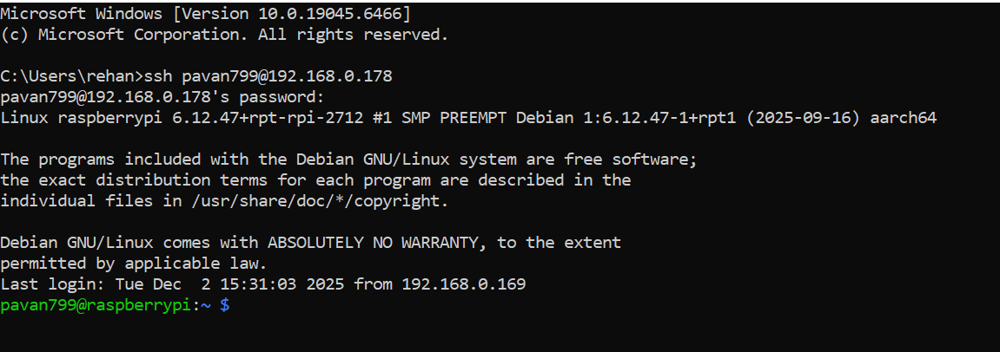 Microsoft Windows [Version 10.0.19045.6466]
(c) Microsoft Corporation. All rights reserved.
C:\Users\rehan>ssh pavan799@192.168.0.178
pavan799@192.168.0.178's password:
Linux raspberrypi 6.12.47+rpt-rpi-2712 #1 SMP PREEMPT Debian 1:6.12.47-1+rpt1 (2025-09-16) aarch64
The programs included with the Debian GNU/Linux system are free software;
the exact distribution terms for each program are described in the
individual files in /usr/share/doc/*/copyright.
Debian GNU/Linux comes with ABSOLUTELY NO WARRANTY, to the extent
permitted by applicable law.
Last login: Tue Dec  2 15:31:03 2025 from 192.168.0.169
pavan799@raspberrypi:~ $